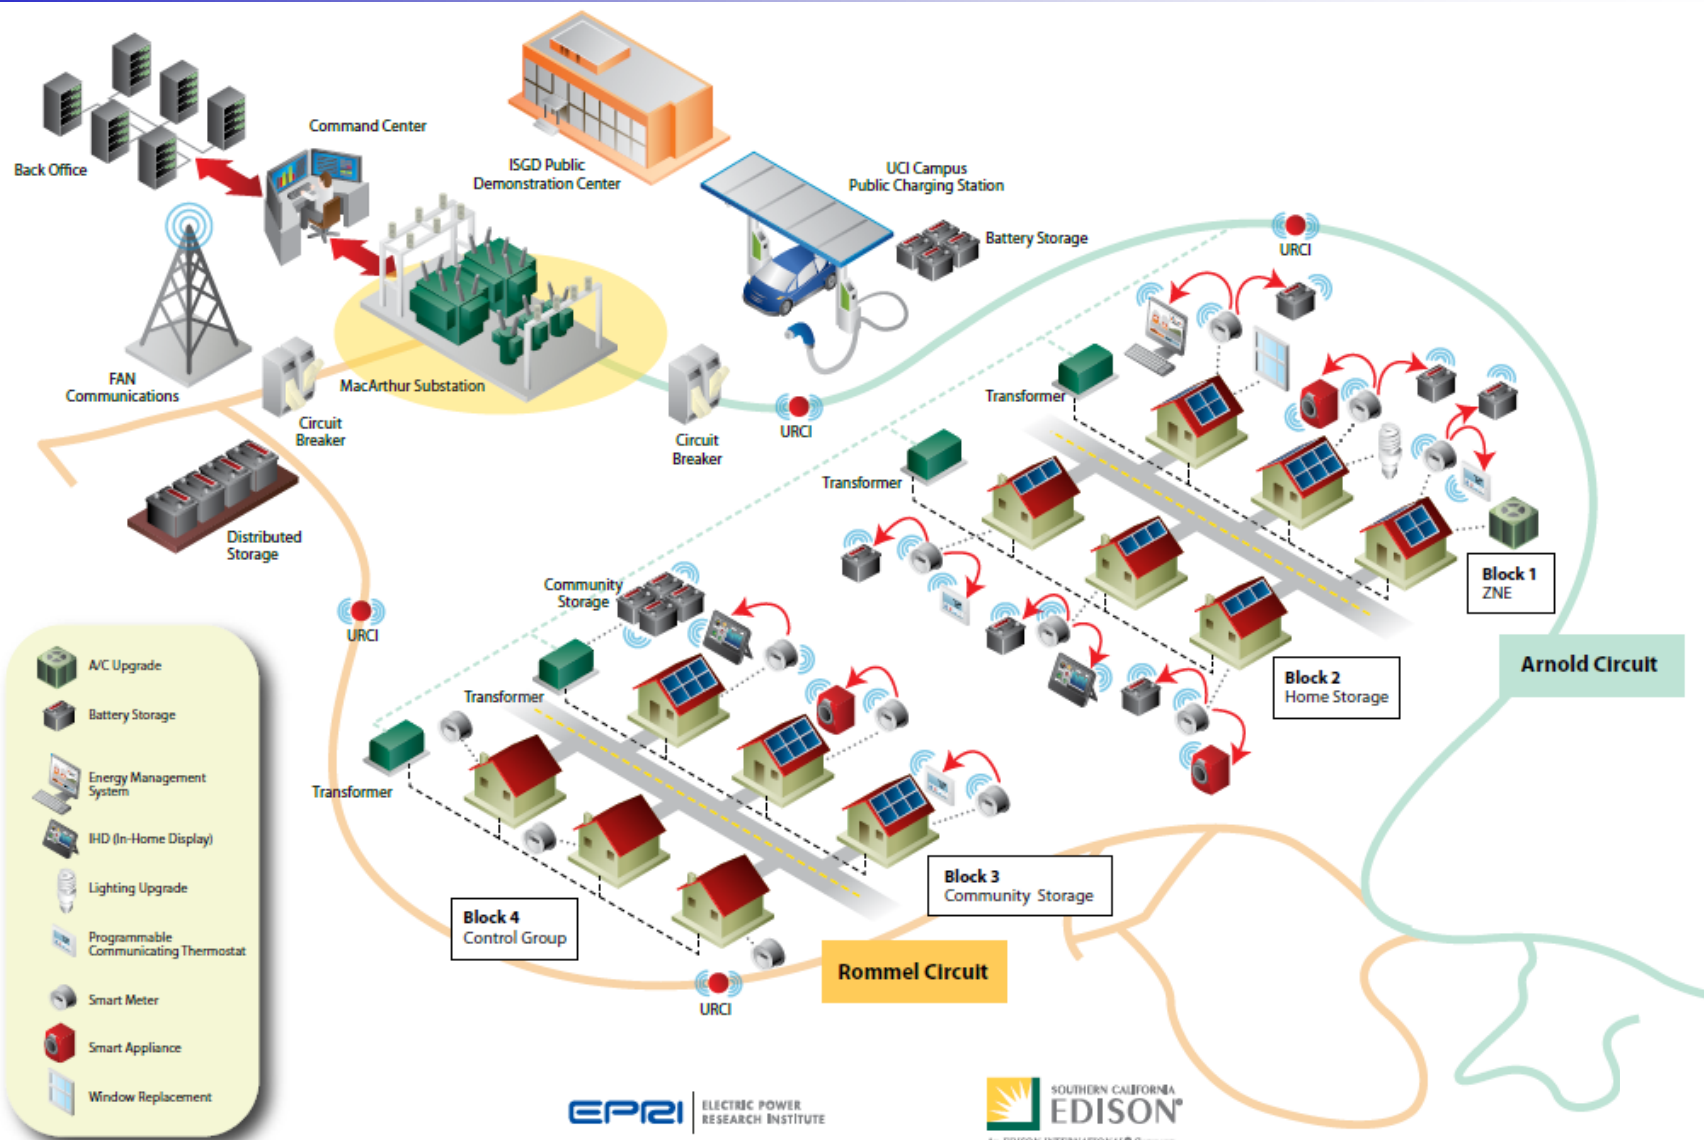 Back Office
Command Center
ISGD Public
Demonstration Center
UCI Campus
Public Charging Station
Battery Storage
URCI
FAN
Communications
MacArthur Substation
Circuit
Breaker
Circuit
Breaker
URCI
Transformer
Transformer
Distributed
Storage
Block 1
ZNE
Community
Storage
URCI
Arnold Circuit
Block 2
Home Storage
Transformer
Transformer
Block 3
Community Storage
Block 4
Control Group
Rommel Circuit
URCI
A/C Upgrade
Battery Storage
Energy Management
System
IHD (In-Home Display)
Lighting Upgrade
Programmable
Communicating Thermostat
Smart Meter
Smart Appliance
Window Replacement
EPRI
ELECTRIC POWER
RESEARCH INSTITUTE
SOUTHERN CALIFORNIA
EDISON®
An EDISON INTERNATIONAL®